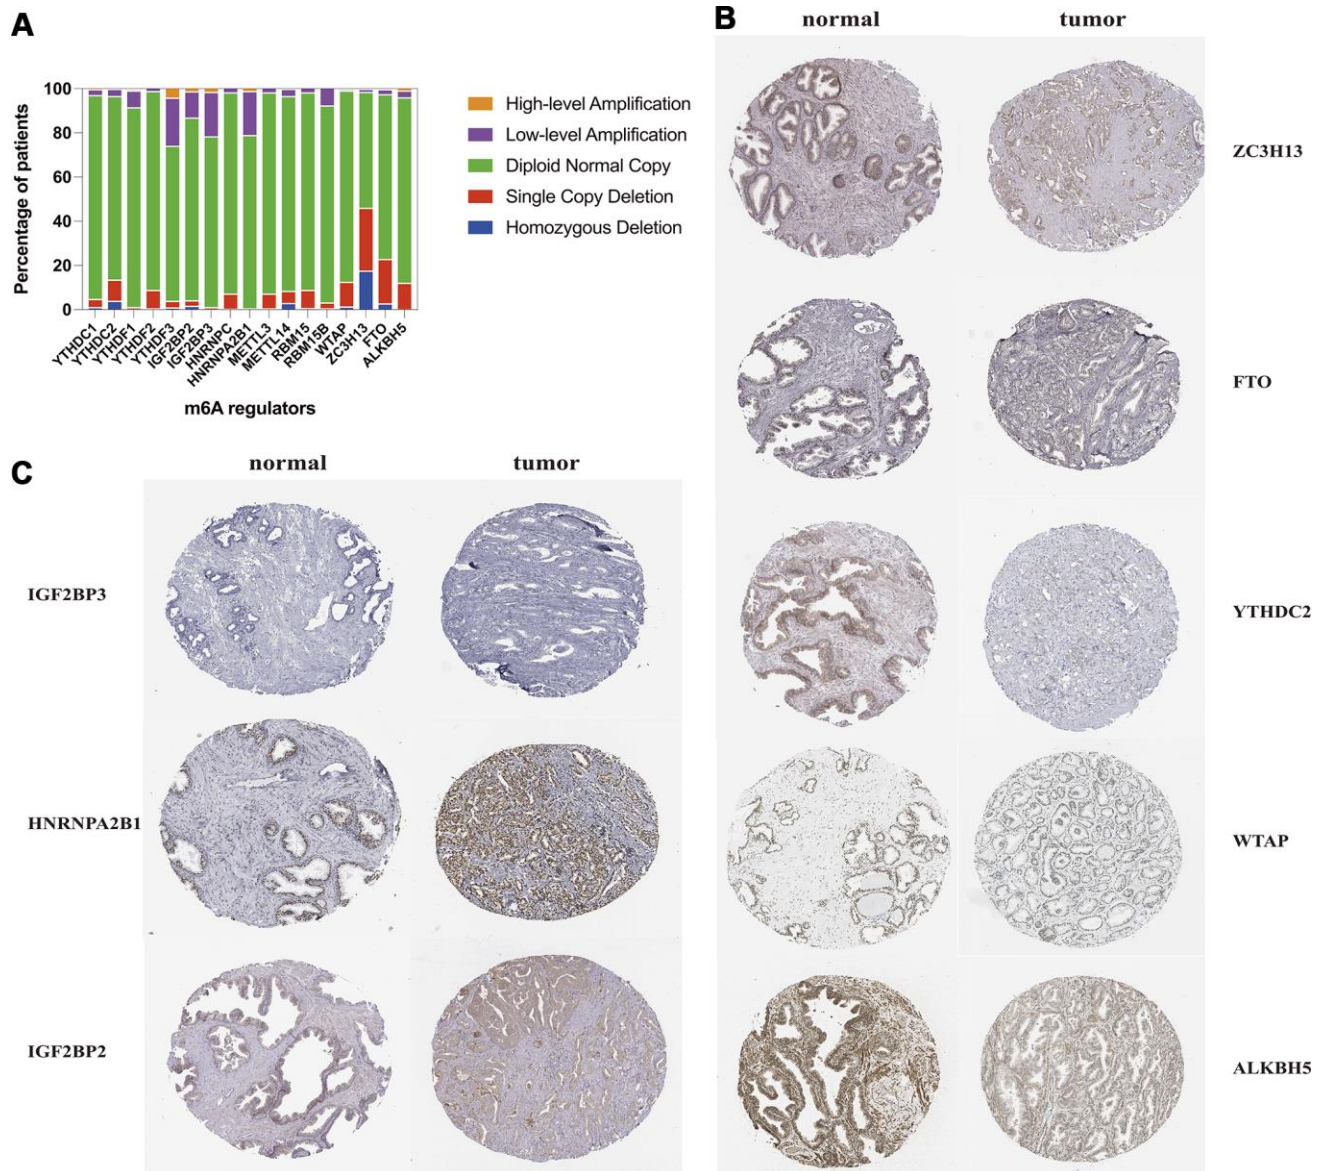 A
Percentage of patients
100
80
60
40
20
0
YTHDC1
YTHDC2
YTHDF1
YTHDF2
YTHDF3
IGF2BP2
IGF2BP3
HNRNPC
HNRNPA2B1
METTL3
METTL14
RBM15
RBM15B
WTAP
ZC3H13
FTO
ALKBH5
m6A regulators
High-level Amplification
Low-level Amplification
Diploid Normal Copy
Single Copy Deletion
Homozygous Deletion
B
normal tumor
ZC3H13
FTO
YTHDC2
WTAP
ALKBH5
C
normal tumor
IGF2BP3
HNRNPA2B1
IGF2BP2